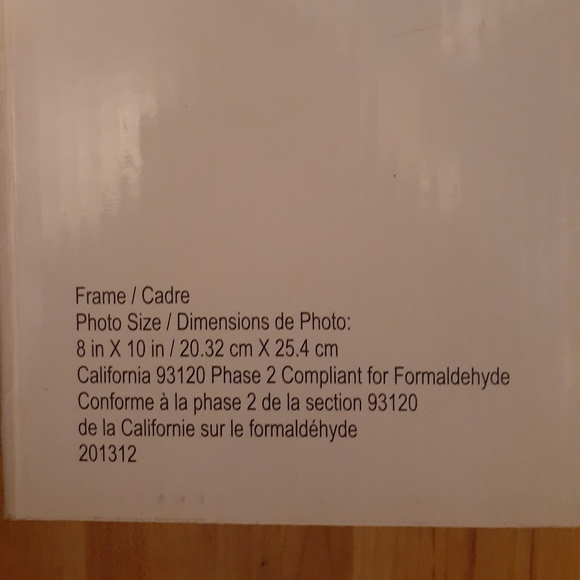 Frame / Cadre
Photo Size / Dimensions de Photo:
8 in X 10 in / 20.32 cm X 25.4 cm
California 93120 Phase 2 Compliant for Formaldehyde
Conforme à la phase 2 de la section 93120
de la Californie sur le formaldéhyde
201312